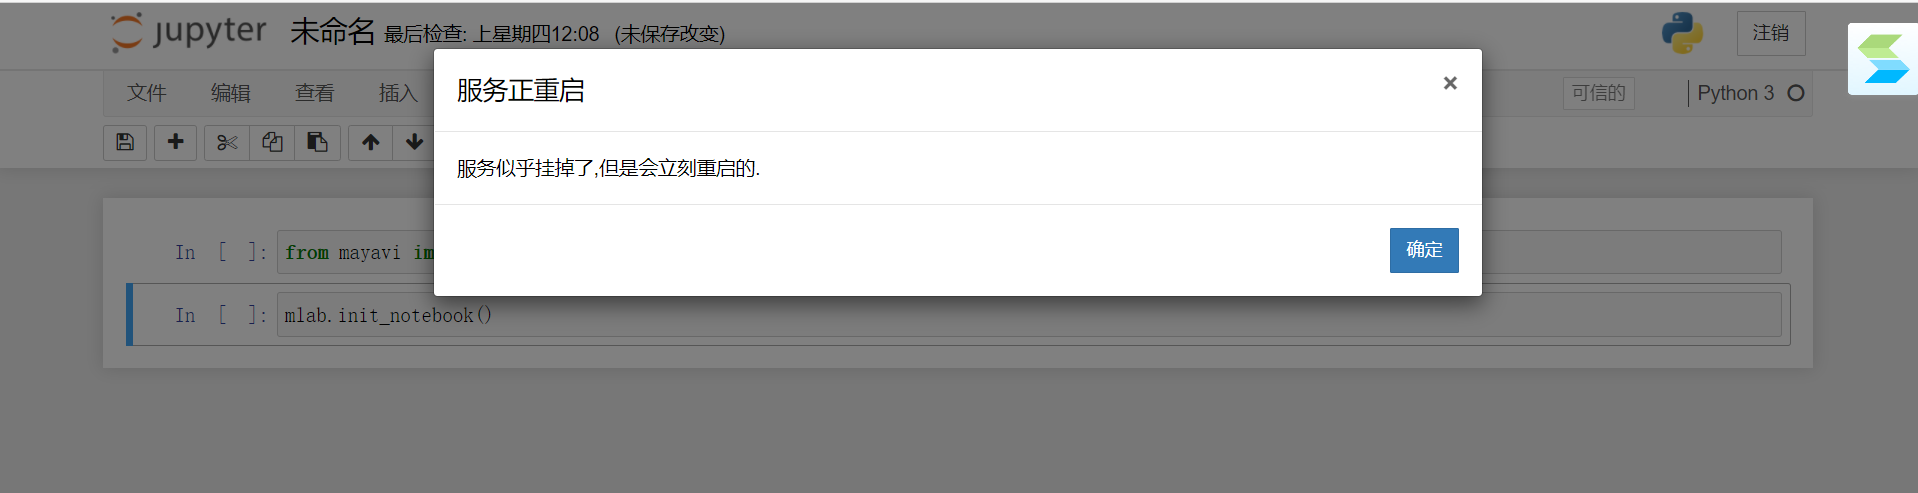 jupyter 未命名 最后检查: 上星期四12:08 (未保存改变)
注销
服务正重启 ×
文件 编辑 查看 插入
可信的 Python 3
服务似乎挂掉了,但是会立刻重启的.
确定
In [ ]: from mayavi im
In [ ]: mlab.init_notebook()